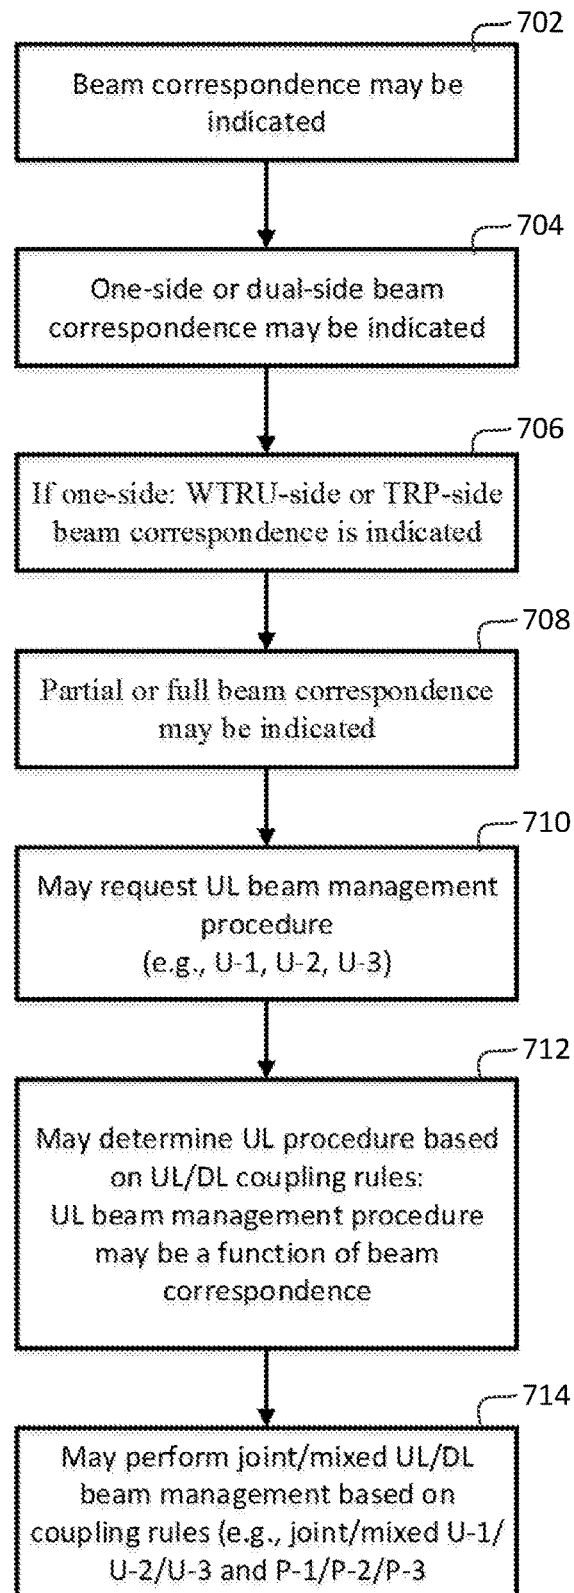 702
Beam correspondence may be
indicated
704
One-side or dual-side beam
correspondence may be indicated
706
If one-side: WTRU-side or TRP-side
beam correspondence is indicated
708
Partial or full beam correspondence
may be indicated
710
May request UL beam management
procedure
(e.g., U-1, U-2, U-3)
712
May determine UL procedure based
on UL/DL coupling rules:
UL beam management procedure
may be a function of beam
correspondence
714
May perform joint/mixed UL/DL
beam management based on
coupling rules (e.g., joint/mixed U-1/
U-2/U-3 and P-1/P-2/P-3